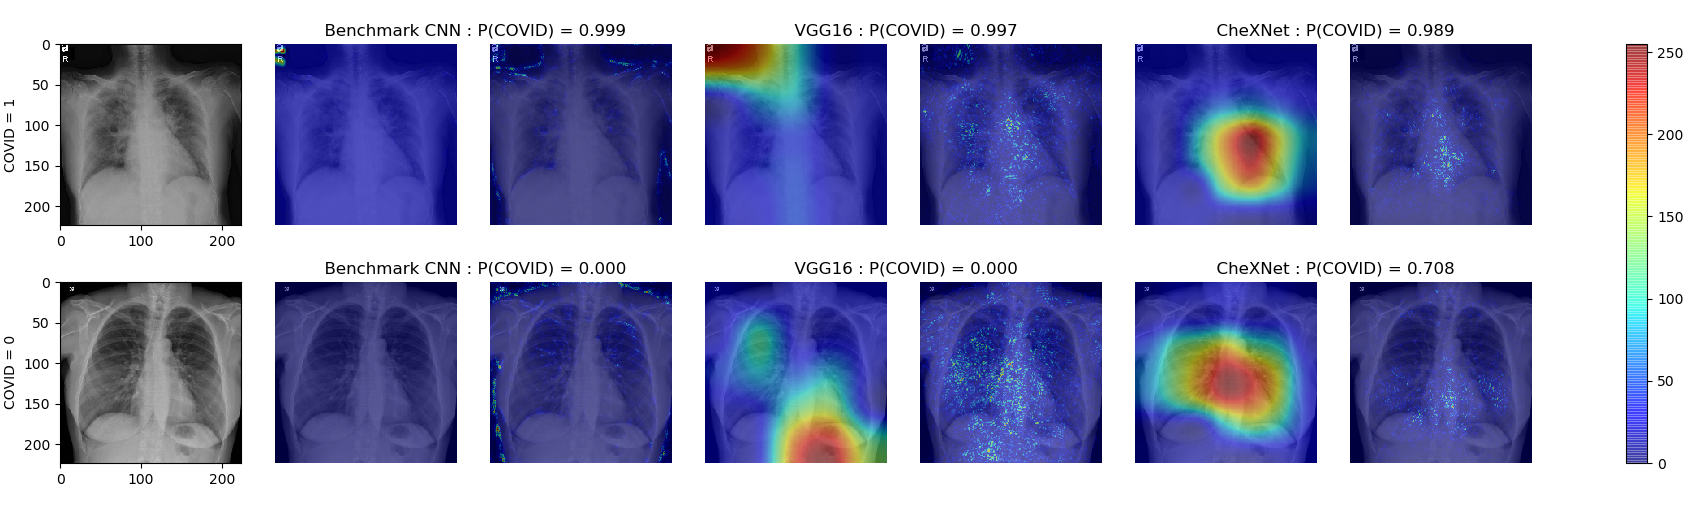 Benchmark CNN : P(COVID) = 0.999
VGG16 : P(COVID) = 0.997
CheXNet : P(COVID) = 0.989
COVID = 1
0
50
100
150
200
0 100 200
R
R
R
R
R
R
R
Benchmark CNN : P(COVID) = 0.000
VGG16 : P(COVID) = 0.000
CheXNet : P(COVID) = 0.708
COVID = 0
0
50
100
150
200
0 100 200
250
200
150
100
50
0